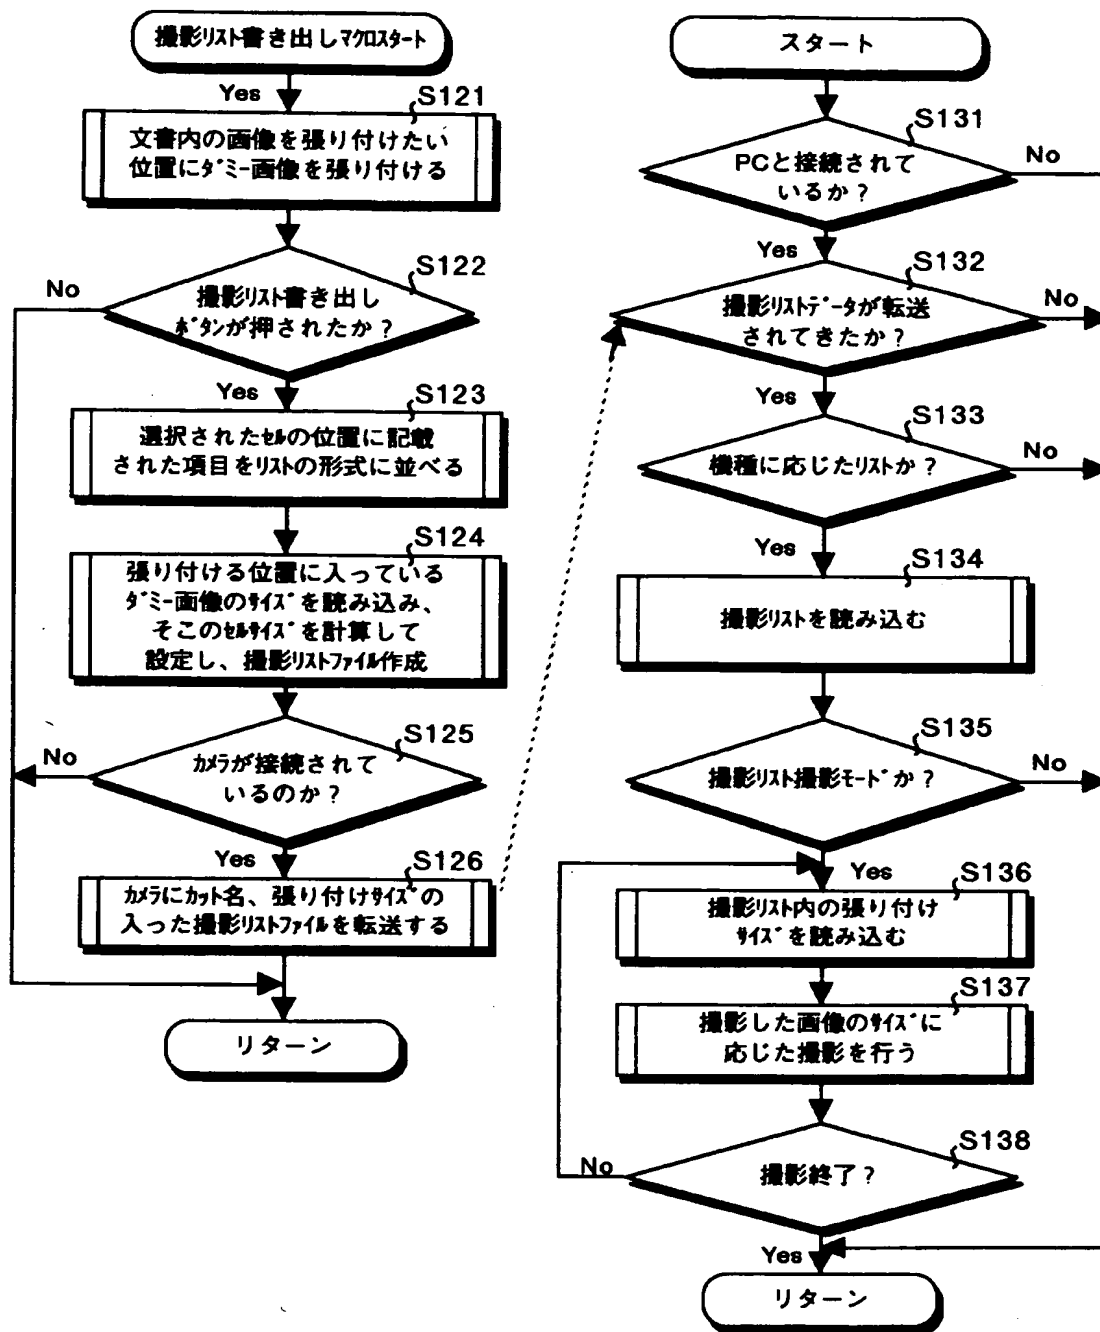 撮影リスト書き出しマクロスタート
Yes
S121
文書内の画像を張り付けたい
位置にダミー画像を張り付ける
S122
No
撮影リスト書き出し
ボタンが押されたか?
Yes
S123
選択されたセルの位置に記載
された項目をリストの形式に並べる
S124
張り付ける位置に入っている
ダミー画像のサイズを読み込み、
そこのセルサイズを計算して
設定し、撮影リストファイル作成
S125
No
カメラが接続されて
いるのか?
Yes
S126
カメラにカット名、張り付けサイズの
入った撮影リストファイルを転送する
リターン
スタート
S131
No
PCと接続されて
いるか?
Yes
S132
No
撮影リストデータが転送
されてきたか?
Yes
S133
No
機種に応じたリストか?
Yes
S134
撮影リストを読み込む
S135
No
撮影リスト撮影モードか?
Yes
S136
撮影リスト内の張り付け
サイズを読み込む
S137
撮影した画像のサイズに
応じた撮影を行う
S138
No
撮影終了?
Yes
リターン